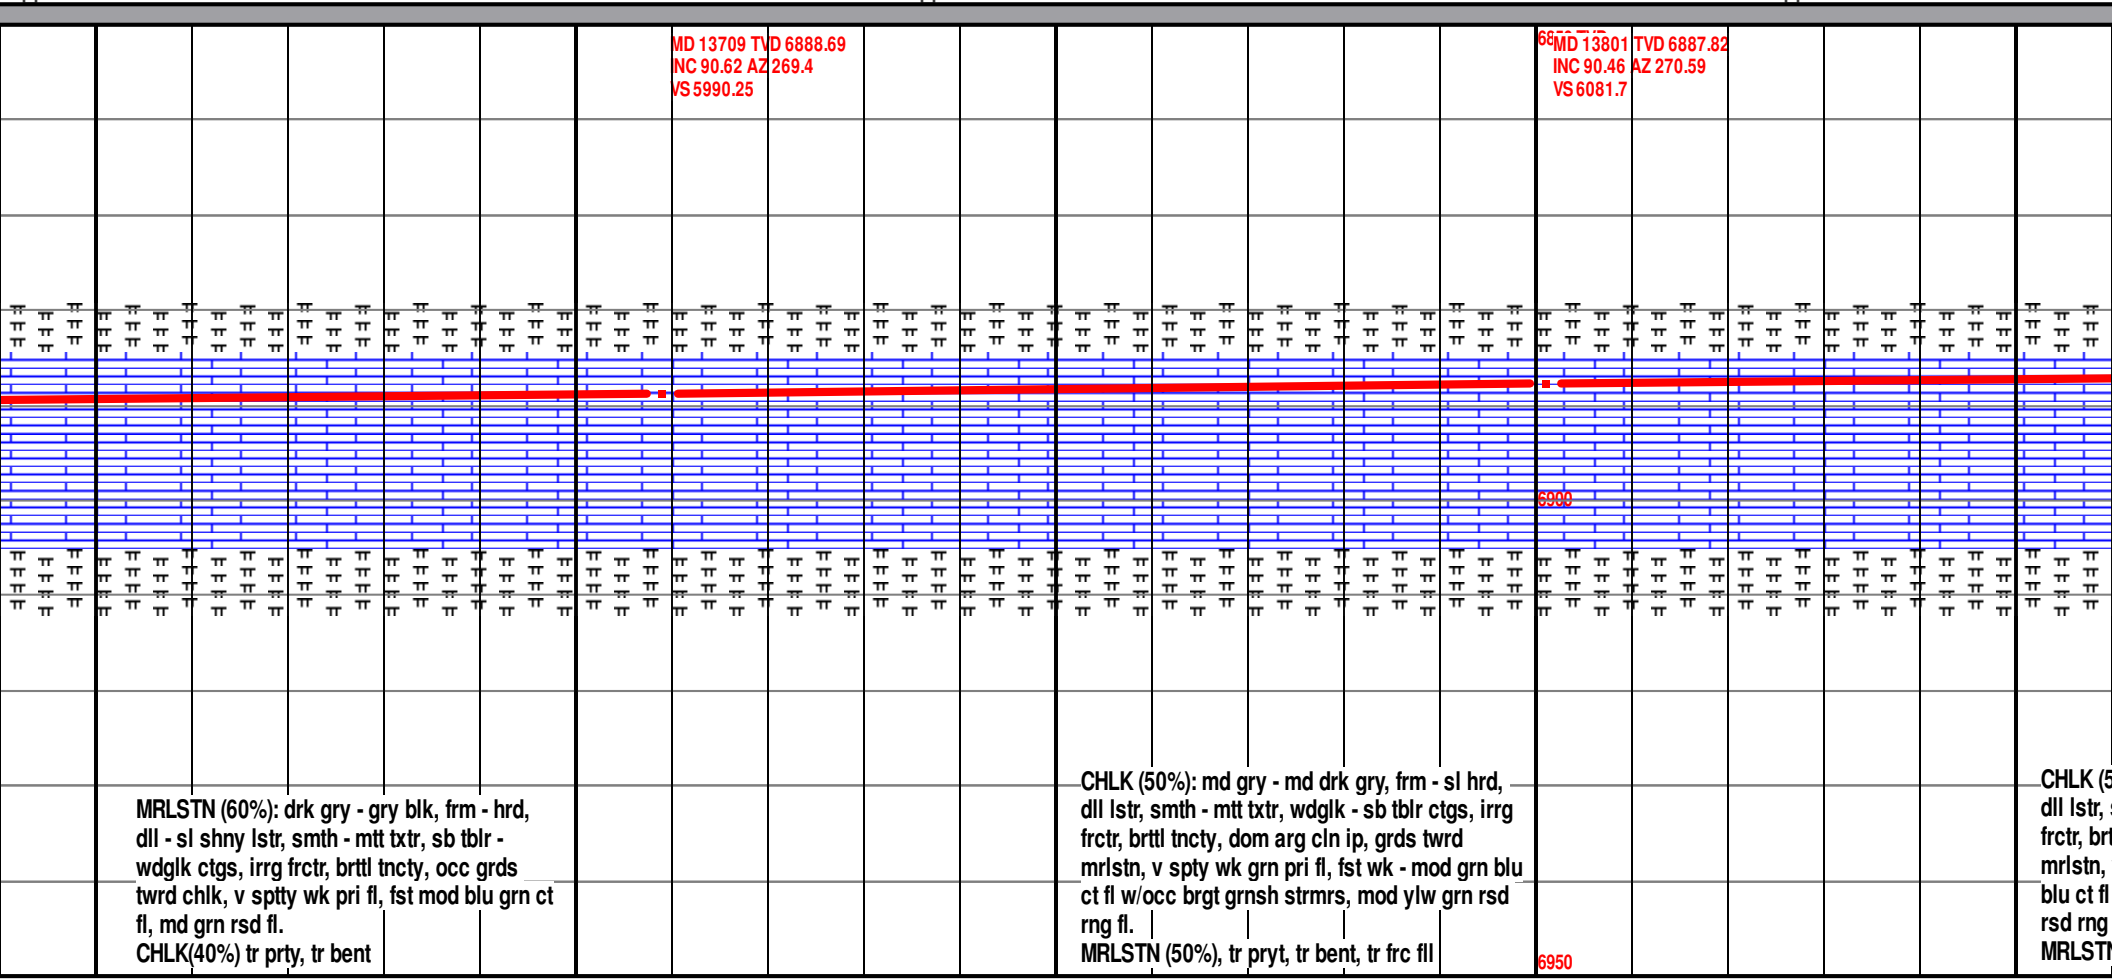 MD 13709 TVD 6888.69
INC 90.62 AZ 269.4
VS 5990.25
MD 13801 TVD 6887.82
INC 90.46 AZ 270.59
VS 6081.7
6900
MRLSTN (60%): drk gry - gry blk, frm - hrd,
dll - sl shny lstr, smth - mtt txtr, sb tblr -
wdglk ctgs, irrg frctr, brttl tncty, occ grds
twrd chlk, v sptty wk pri fl, fst mod blu grn ct
fl, md grn rsd fl.
CHLK(40%) tr prty, tr bent
CHLK (50%): md gry - md drk gry, frm - sl hrd,
dll lstr, smth - mtt txtr, wdglk - sb tblr ctgs, irrg
frctr, brttl tncty, dom arg cln ip, grds twrd
mrlstn, v spty wk grn pri fl, fst wk - mod grn blu
ct fl w/occ brgt grnsh strmrs, mod ylw grn rsd
rng fl.
MRLSTN (50%), tr pryt, tr bent, tr frc fll
6950
CHLK (5
dll lstr,
frctr, brt
mrlstn,
blu ct fl
rsd rng
MRLSTN